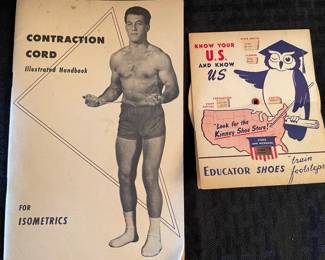 CONTRACTION
CORD
Illustrated Handbook
FOR
ISOMETRICS
KNOW YOUR
U.S.
AND KNOW
US
"Look for the
Kinney Shoe Store!"
EDUCATOR SHOES
"train
footsteps